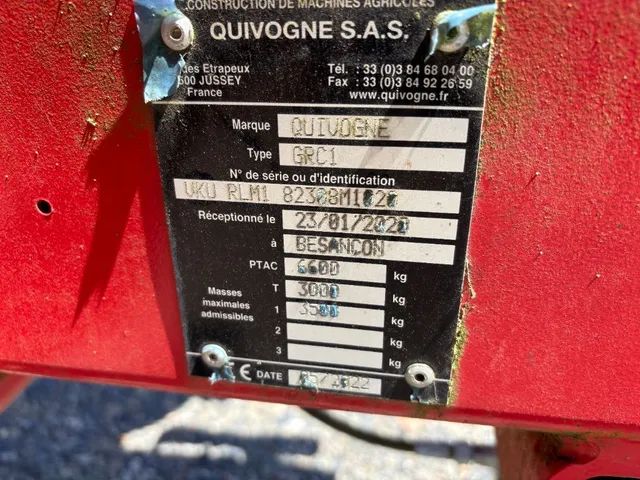 CONSTRUCTION DE MACHINES AGRICOLES
QUIVOGNE S.A.S.
des Etrapeux
500 JUSSEY
France
Tél. : 33 (0)3 84 68 04 00
Fax : 33 (0)3 84 92 26 59
www.quivogne.fr
Marque QUIVOGNE
Type GRC1
N° de série ou d'identification
VKU RLM1 82308M1020
Réceptionné le 23/01/2020
à BESANCON
PTAC 6600 kg
Masses maximales admissibles
T 3000 kg
1 3500 kg
2 kg
3 kg
CE DATE 05/2022